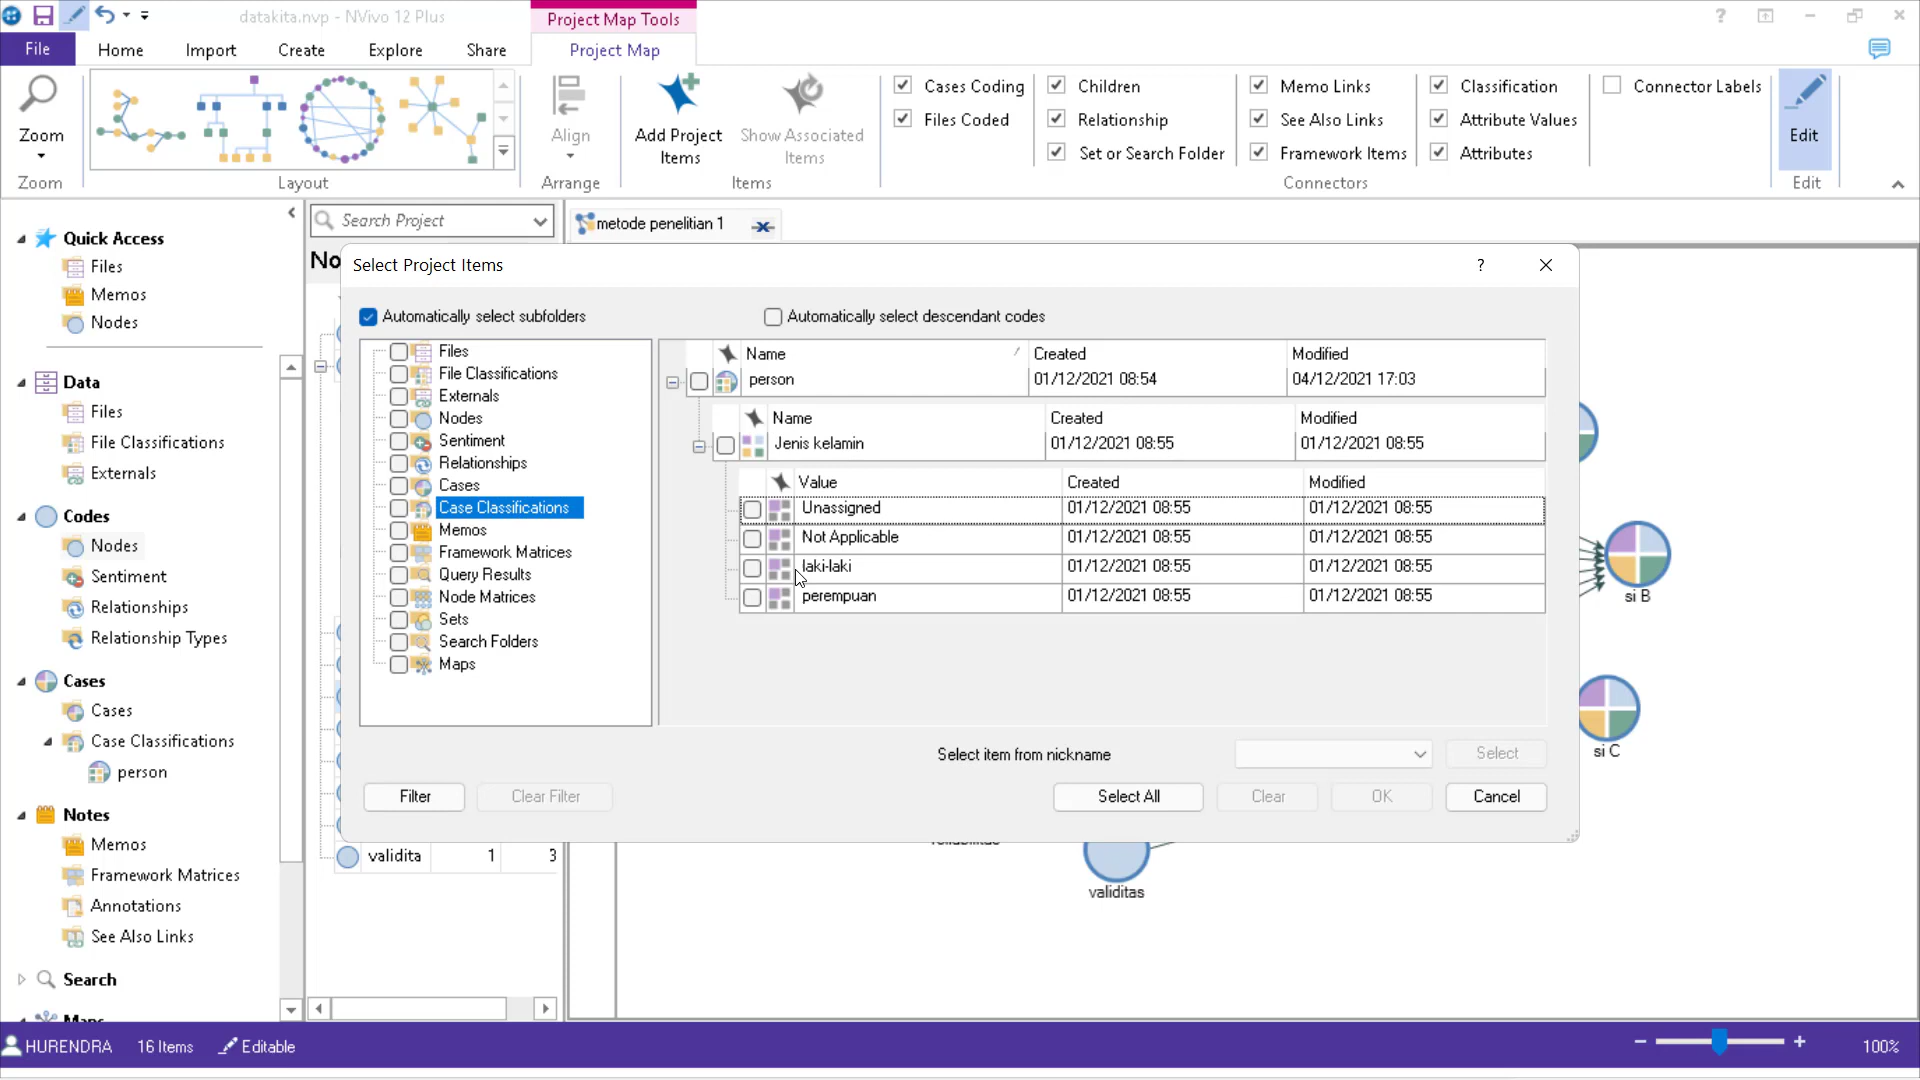 datakita.nvp - NVivo 12 Plus
Project Map Tools
File
Home
Import
Create
Explore
Share
Project Map
Zoom
Zoom
Layout
Align
Arrange
Add Project
Items
Show Associated
Items
Items
Cases Coding
Files Coded
Children
Relationship
Set or Search Folder
Memo Links
See Also Links
Framework Items
Classification
Attribute Values
Attributes
Connector Labels
Connectors
Edit
Edit
Quick Access
Files
Memos
Nodes
Data
Files
File Classifications
Externals
Codes
Nodes
Sentiment
Relationships
Relationship Types
Cases
Cases
Case Classifications
person
Notes
Memos
Framework Matrices
Annotations
See Also Links
Search
Maps
Search Project
metode penelitian 1
No
Select Project Items
Automatically select subfolders
Automatically select descendant codes
Files
File Classifications
Externals
Nodes
Sentiment
Relationships
Cases
Case Classifications
Memos
Framework Matrices
Query Results
Node Matrices
Sets
Search Folders
Maps
Name Created Modified
person 01/12/2021 08:54 04/12/2021 17:03
Name Created Modified
Jenis kelamin 01/12/2021 08:55 01/12/2021 08:55
Value Created Modified
Unassigned 01/12/2021 08:55 01/12/2021 08:55
Not Applicable 01/12/2021 08:55 01/12/2021 08:55
laki-laki 01/12/2021 08:55 01/12/2021 08:55
perempuan 01/12/2021 08:55 01/12/2021 08:55
Select item from nickname
Select
Filter
Clear Filter
Select All
Clear
OK
Cancel
si B
si C
validita 1 3
validitas
HURENDRA
16 Items
Editable
100%